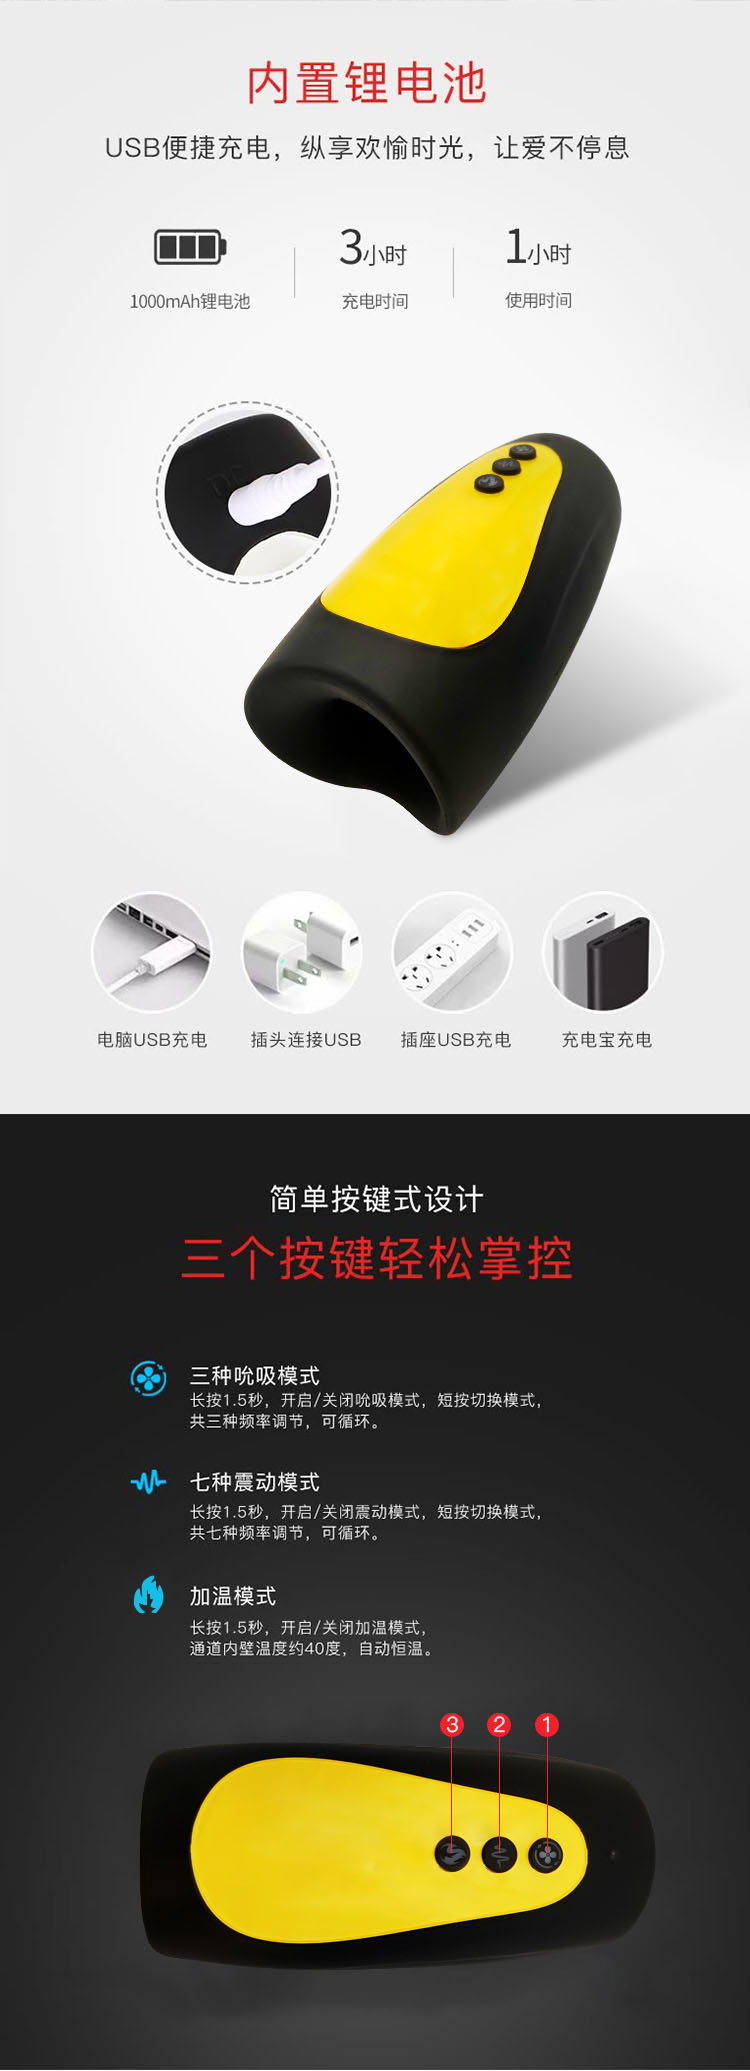 内置锂电池
USB便捷充电，纵享欢愉时光，让爱不停息
3小时
1小时
1000mAh锂电池
充电时间
使用时间
DC
电脑USB充电
插头连接USB
插座USB充电
充电宝充电
简单按键式设计
三个按键轻松掌控
三种吮吸模式
长按1.5秒，开启/关闭吮吸模式，短按切换模式，
共三种频率调节，可循环。
七种震动模式
长按1.5秒，开启/关闭震动模式，短按切换模式，
共七种频率调节，可循环。
加温模式
长按1.5秒，开启/关闭加温模式，
通道内壁温度约40度，自动恒温。
3
2
1